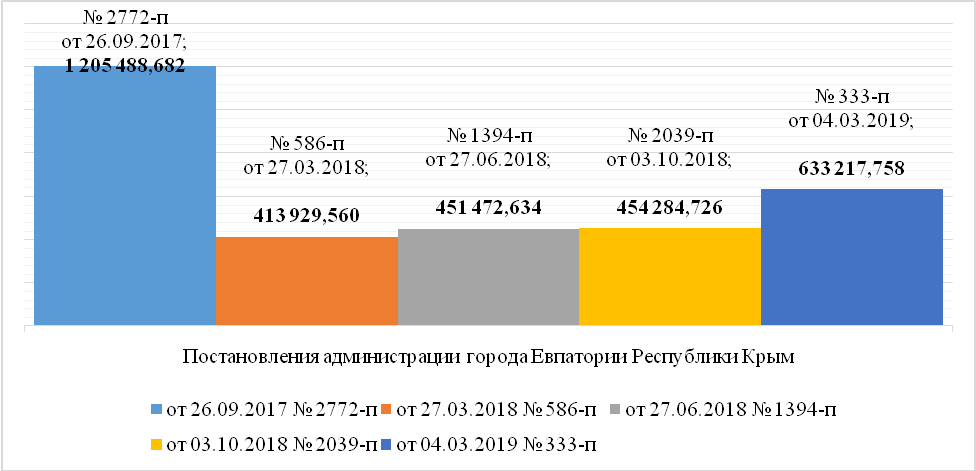 № 2772-п
от 26.09.2017;
1 205 488,682
№ 586-п
от 27.03.2018;
413 929,560
№ 1394-п
от 27.06.2018;
451 472,634
№ 2039-п
от 03.10.2018;
454 284,726
№ 333-п
от 04.03.2019;
633 217,758
Постановления администрации города Евпатории Республики Крым
от 26.09.2017 № 2772-п
от 27.03.2018 № 586-п
от 27.06.2018 № 1394-п
от 03.10.2018 № 2039-п
от 04.03.2019 № 333-п